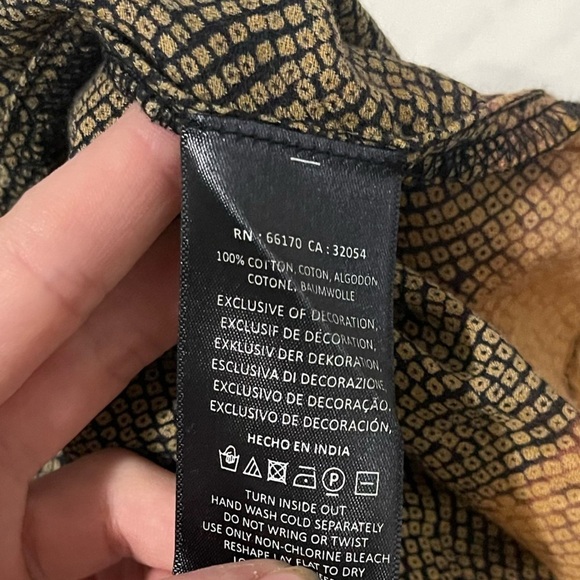 RN : 66170 CA : 32054
100% COTTON, COTON, ALGODON
COTONE, BAUMWOLLE
EXCLUSIVE OF DECORATION,
EXCLUSIF DE DÉCORATION,
EXKLUSIV DER DEKORATION,
ESCLUSIVA DI DECORAZIONE
EXCLUSIVO DE DECORAÇÃO
EXCLUSIVO DE DECORACIÓN,
HECHO EN INDIA
P
TURN INSIDE OUT
HAND WASH COLD SEPARATELY
DO NOT WRING OR TWIST
USE ONLY NON-CHLORINE BLEACH
RESHAPE LAY FLAT TO DRY